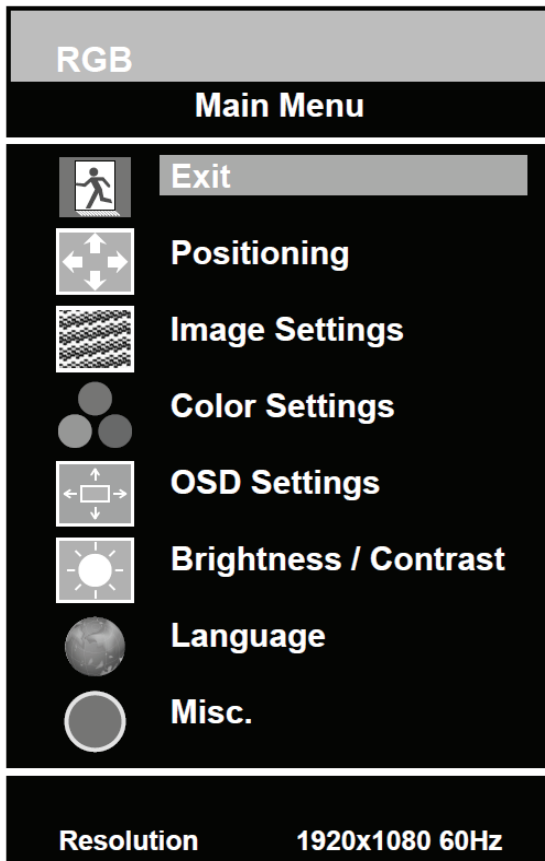 RGB
Main Menu
Exit
Positioning
Image Settings
Color Settings
OSD Settings
Brightness / Contrast
Language
Misc.
Resolution 1920x1080 60Hz